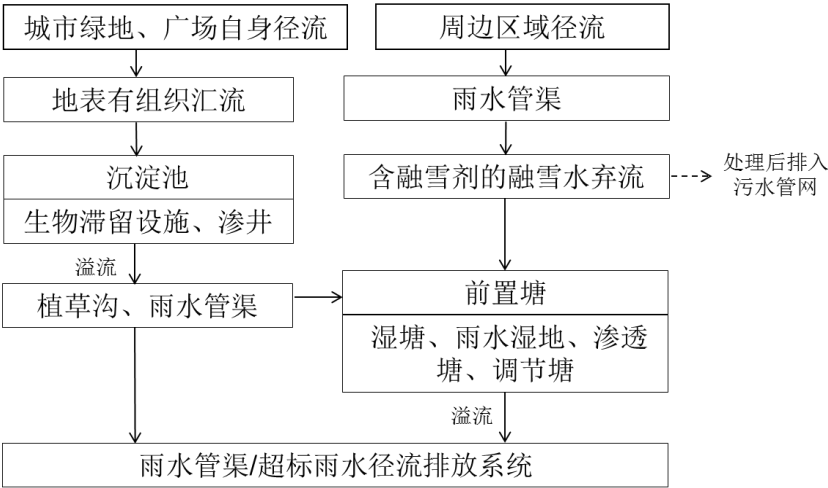 城市绿地、广场自身径流
周边区域径流
地表有组织汇流
雨水管渠
沉淀池
生物滞留设施、渗井
含融雪剂的融雪水弃流
处理后排入
污水管网
溢流
植草沟、雨水管渠
前置塘
湿塘、雨水湿地、渗透
塘、调节塘
溢流
雨水管渠/超标雨水径流排放系统